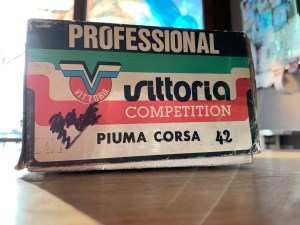 PROFESSIONAL
VITTORIA
vittoria
COMPETITION
PIUMA CORSA 42